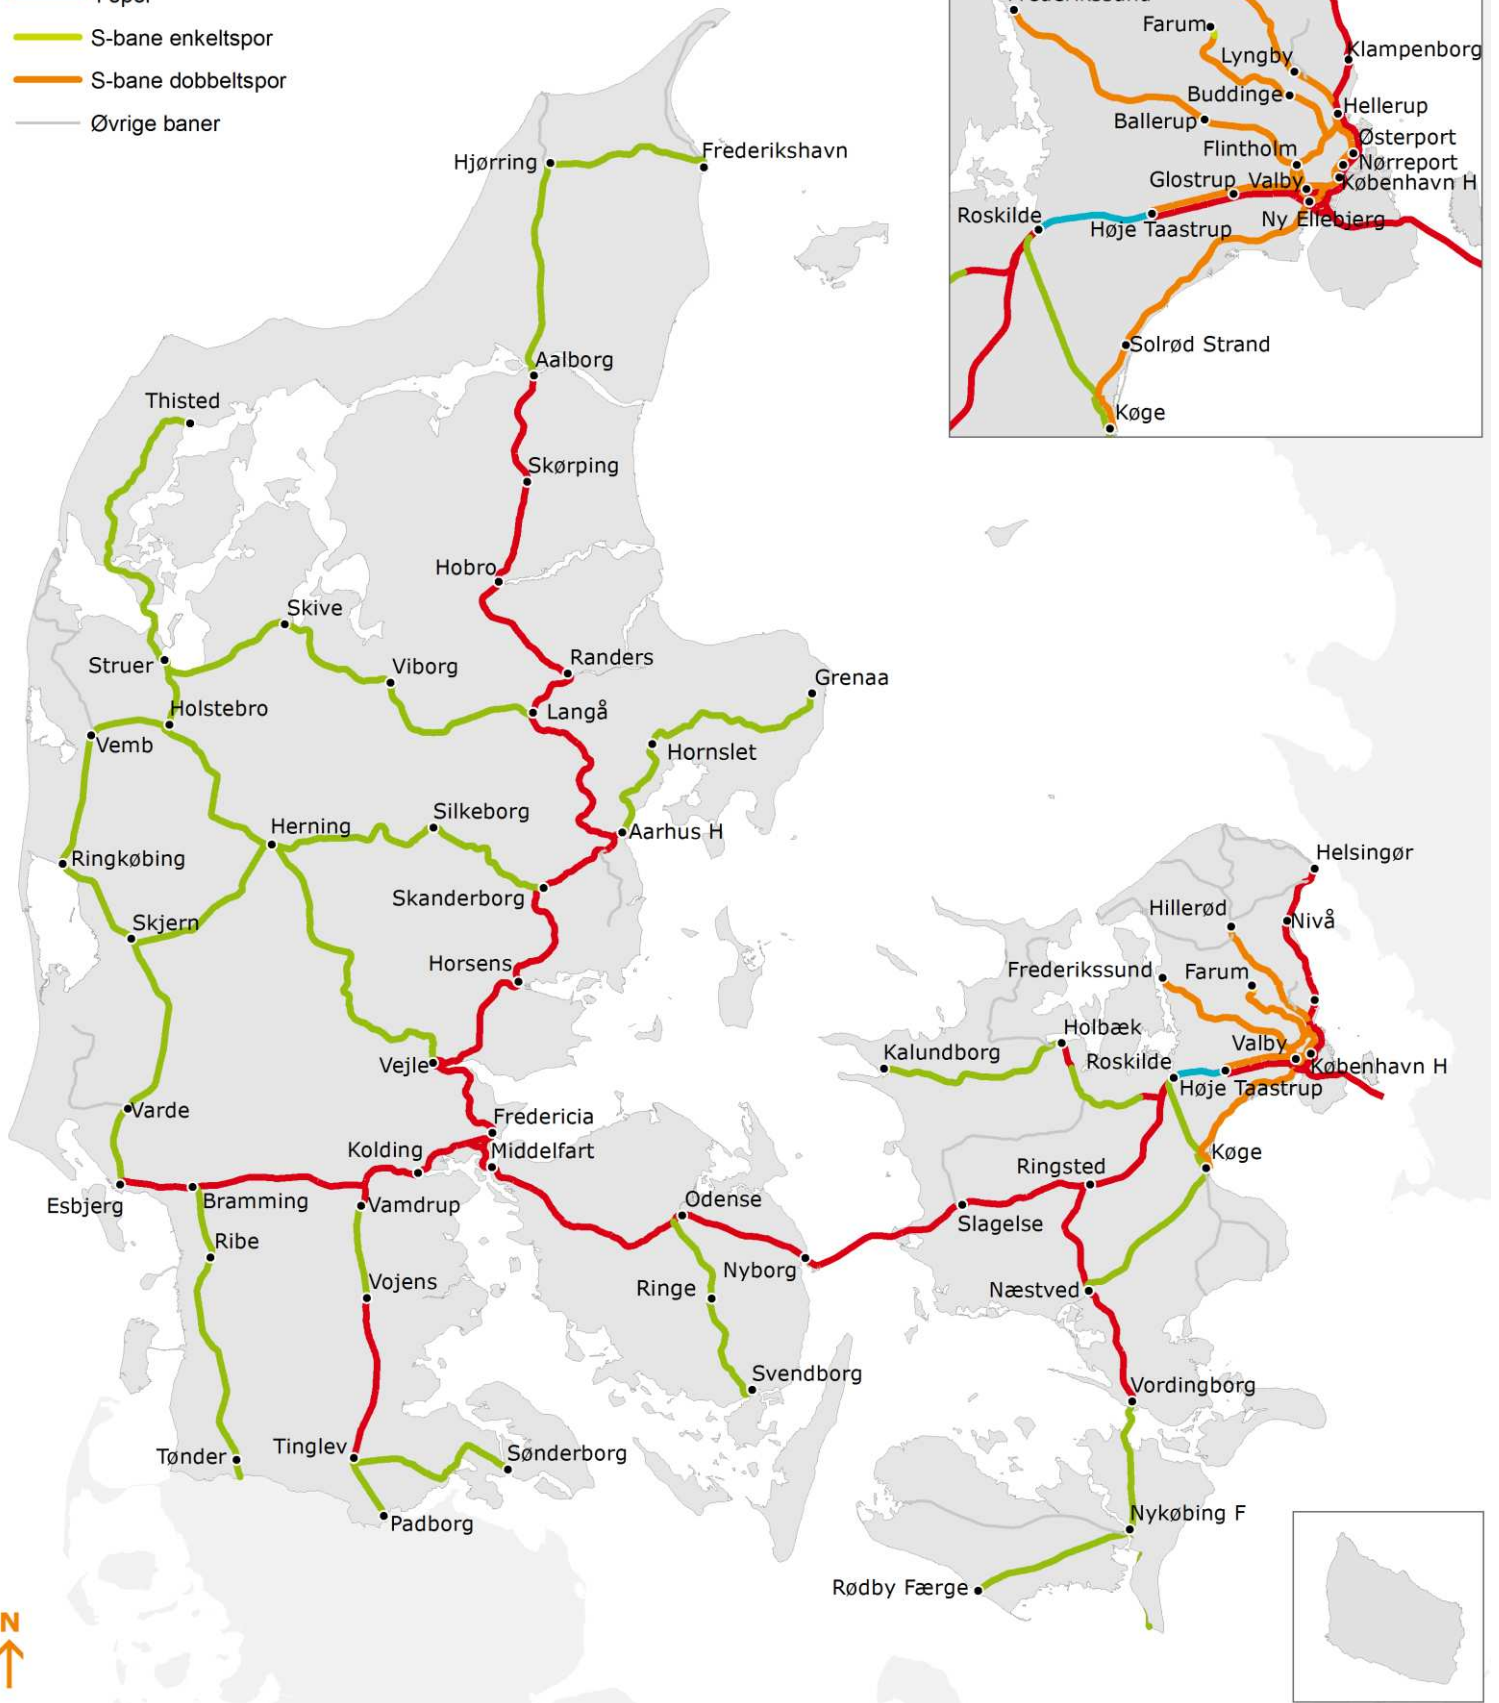 S-bane enkeltspor
S-bane dobbeltspor
Øvrige baner
Farum
Lyngby
Klampenborg
Buddinge
Hellerup
Ballerup
Østerport
Flintholm
Nørreport
Glostrup
Valby
København H
Roskilde
Høje Taastrup
Ny Ellebjerg
Solrød Strand
Køge
Hjørring
Frederikshavn
Aalborg
Thisted
Skørping
Hobro
Skive
Struer
Viborg
Randers
Grenaa
Holstebro
Langå
Vemb
Hornslet
Silkeborg
Herning
Aarhus H
Ringkøbing
Skanderborg
Skjern
Horsens
Vejle
Varde
Fredericia
Kolding
Middelfart
Esbjerg
Bramming
Vamdrup
Odense
Ribe
Vojens
Ringe
Nyborg
Svendborg
Tønder
Tinglev
Sønderborg
Padborg
Helsingør
Hillerød
Nivå
Frederikssund
Farum
Holbæk
Kalundborg
Roskilde
Valby
København H
Høje Taastrup
Køge
Ringsted
Slagelse
Næstved
Vordingborg
Nykøbing F
Rødby Færge
N